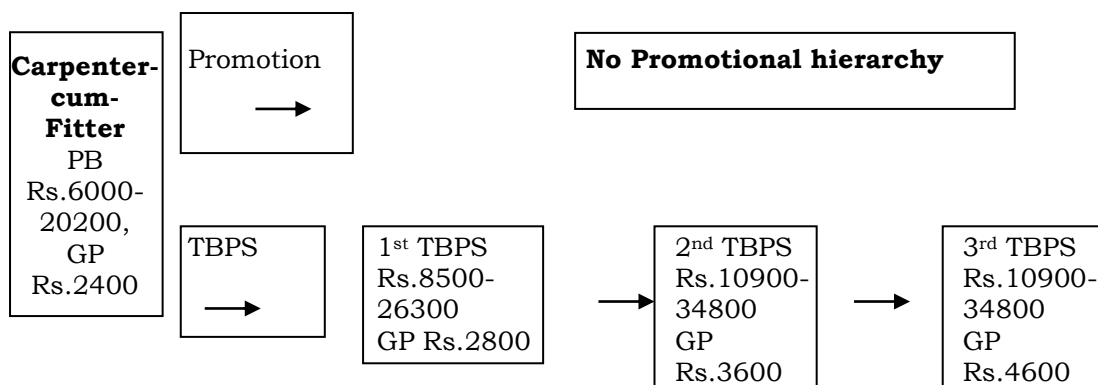 Carpenter-
cum-
Fitter
PB
Rs.6000-
20200,
GP
Rs.2400
Promotion
No Promotional hierarchy
TBPS
1st TBPS
Rs.8500-
26300
GP Rs.2800
2nd TBPS
Rs.10900-
34800
GP
Rs.3600
3rd TBPS
Rs.10900-
34800
GP
Rs.4600